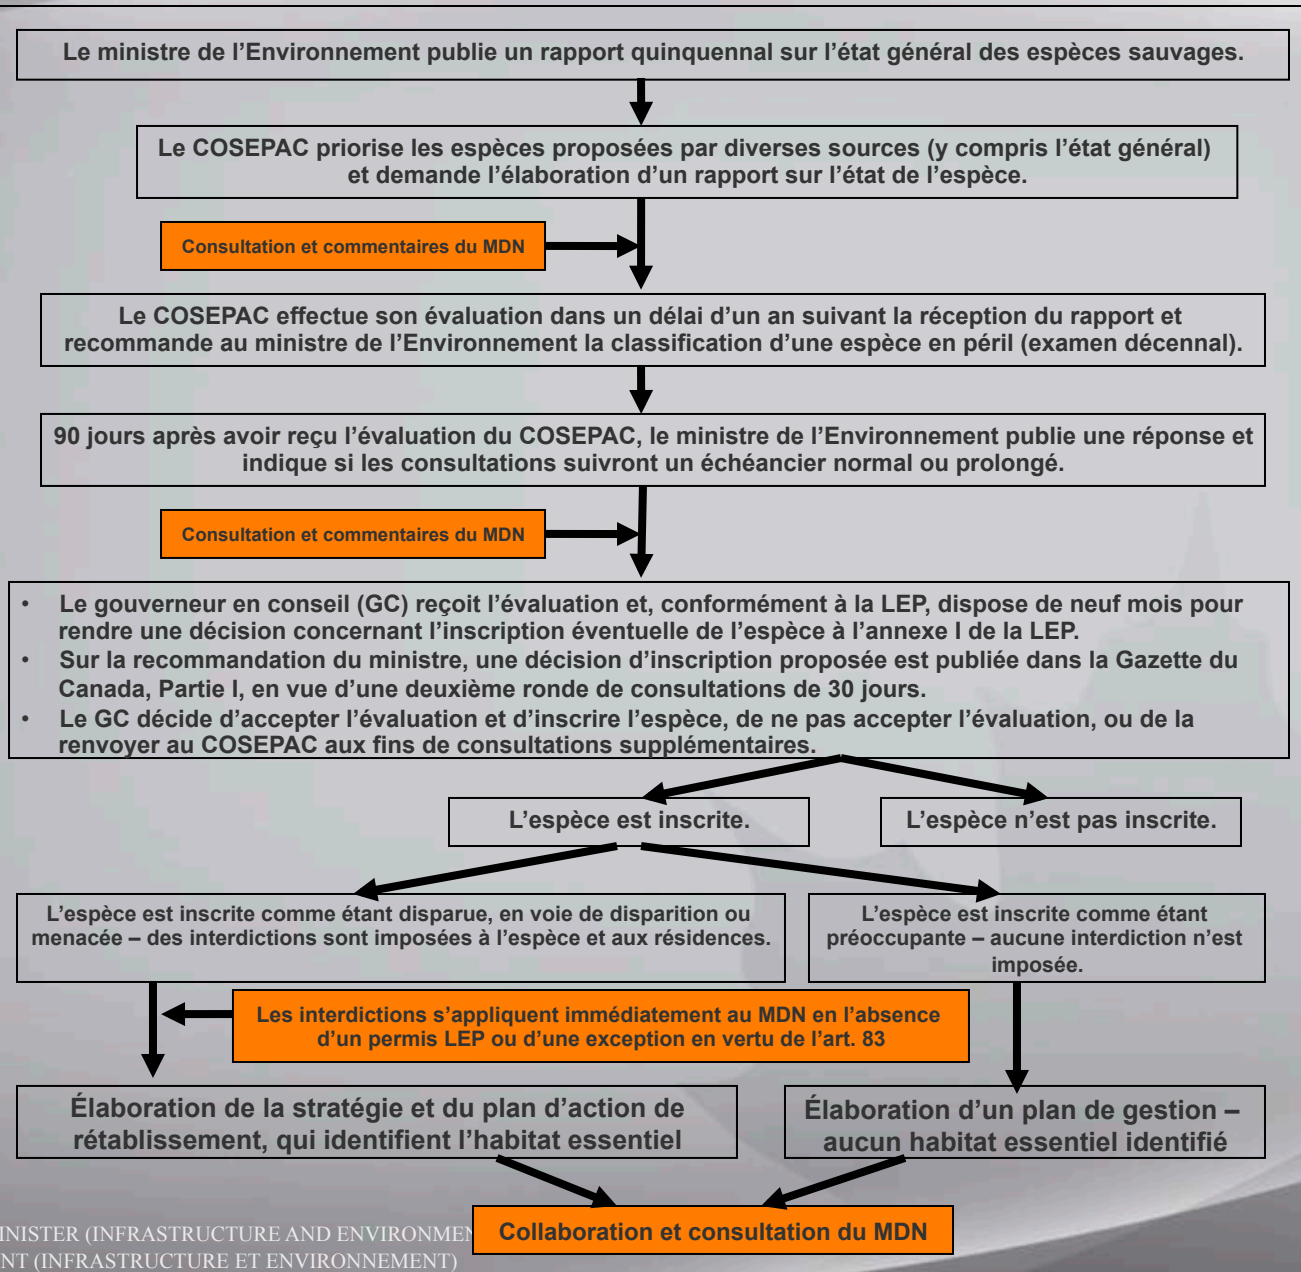 Le ministre de l’Environnement publie un rapport quinquennal sur l’état général des espèces sauvages.
Le COSEPAC priorise les espèces proposées par diverses sources (y compris l’état général)
et demande l’élaboration d’un rapport sur l’état de l’espèce.
Consultation et commentaires du MDN
Le COSEPAC effectue son évaluation dans un délai d’un an suivant la réception du rapport et
recommande au ministre de l’Environnement la classification d’une espèce en péril (examen décennal).
90 jours après avoir reçu l’évaluation du COSEPAC, le ministre de l’Environnement publie une réponse et
indique si les consultations suivront un échéancier normal ou prolongé.
Consultation et commentaires du MDN
• Le gouverneur en conseil (GC) reçoit l’évaluation et, conformément à la LEP, dispose de neuf mois pour
rendre une décision concernant l’inscription éventuelle de l’espèce à l’annexe I de la LEP.
• Sur la recommandation du ministre, une décision d’inscription proposée est publiée dans la Gazette du
Canada, Partie I, en vue d’une deuxième ronde de consultations de 30 jours.
• Le GC décide d’accepter l’évaluation et d’inscrire l’espèce, de ne pas accepter l’évaluation, ou de la
renvoyer au COSEPAC aux fins de consultations supplémentaires.
L’espèce est inscrite.
L’espèce n’est pas inscrite.
L’espèce est inscrite comme étant disparue, en voie de disparition ou
menacée – des interdictions sont imposées à l’espèce et aux résidences.
L’espèce est inscrite comme étant
préoccupante – aucune interdiction n’est
imposée.
Les interdictions s’appliquent immédiatement au MDN en l’absence
d’un permis LEP ou d’une exception en vertu de l’art. 83
Élaboration de la stratégie et du plan d’action de
rétablissement, qui identifient l’habitat essentiel
Élaboration d’un plan de gestion –
aucun habitat essentiel identifié
Collaboration et consultation du MDN
INISTER (INFRASTRUCTURE AND ENVIRONMEN
NT (INFRASTRUCTURE ET ENVIRONNEMENT)